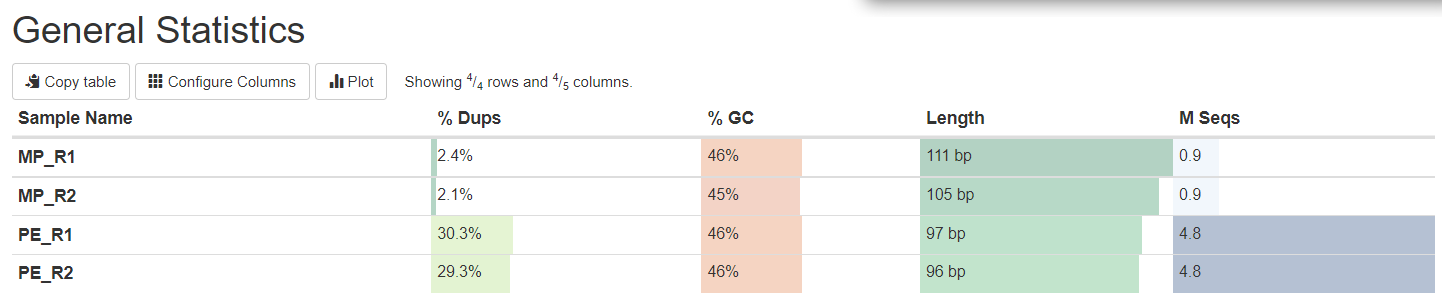 General Statistics
Copy table Configure Columns Plot Showing 4/4 rows and 4/5 columns.
Sample Name % Dups % GC Length M Seqs
MP_R1 2.4% 46% 111 bp 0.9
MP_R2 2.1% 45% 105 bp 0.9
PE_R1 30.3% 46% 97 bp 4.8
PE_R2 29.3% 46% 96 bp 4.8